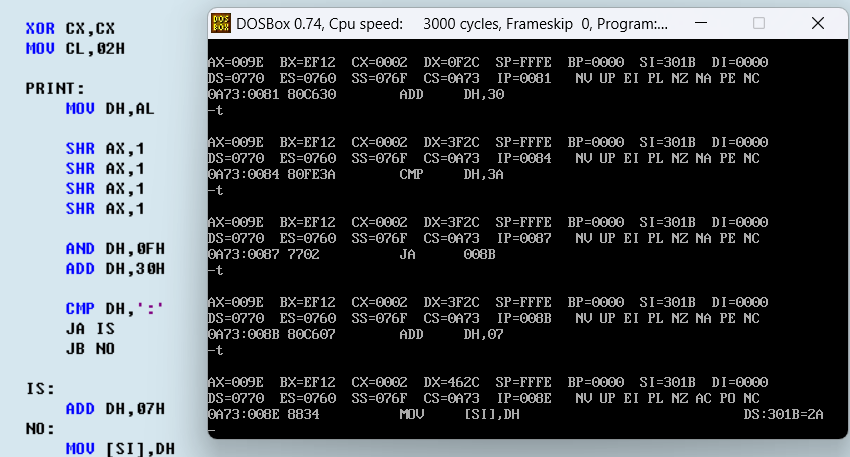 XOR CX,CX
MOV CL,02H
PRINT:
MOV DH,AL
SHR AX,1
SHR AX,1
SHR AX,1
SHR AX,1
AND DH,0FH
ADD DH,30H
CMP DH,':'
JA IS
JB NO
IS:
ADD DH,07H
NO:
MOV [SI],DH
DOS BOX
DOSBox 0.74, Cpu speed: 3000 cycles, Frameskip 0, Program:...
AX=009E BX=EF12 CX=0002 DX=0F2C SP=FFFE BP=0000 SI=301B DI=0000
DS=0770 ES=0760 SS=076F CS=0A73 IP=0081 NV UP EI PL NZ NA PE NC
0A73:0081 80C630 ADD DH,30
-t
AX=009E BX=EF12 CX=0002 DX=3F2C SP=FFFE BP=0000 SI=301B DI=0000
DS=0770 ES=0760 SS=076F CS=0A73 IP=0084 NV UP EI PL NZ NA PE NC
0A73:0084 80FE3A CMP DH,3A
-t
AX=009E BX=EF12 CX=0002 DX=3F2C SP=FFFE BP=0000 SI=301B DI=0000
DS=0770 ES=0760 SS=076F CS=0A73 IP=0087 NV UP EI PL NZ NA PE NC
0A73:0087 7702 JA 008B
-t
AX=009E BX=EF12 CX=0002 DX=3F2C SP=FFFE BP=0000 SI=301B DI=0000
DS=0770 ES=0760 SS=076F CS=0A73 IP=008B NV UP EI PL NZ NA PE NC
0A73:008B 80C607 ADD DH,07
-t
AX=009E BX=EF12 CX=0002 DX=462C SP=FFFE BP=0000 SI=301B DI=0000
DS=0770 ES=0760 SS=076F CS=0A73 IP=008E NV UP EI PL NZ AC PO NC
0A73:008E 8834 MOV [SI],DH DS:301B=2A
-